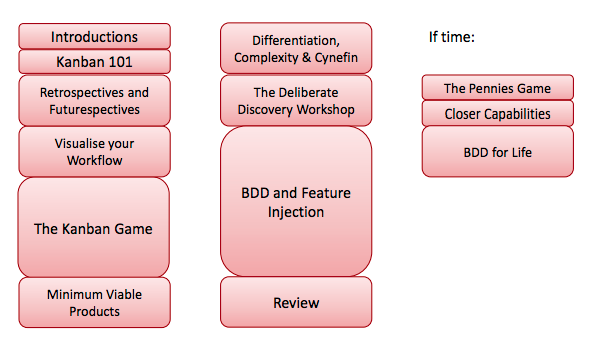 Introductions
Kanban 101
Retrospectives and
Futurespectives
Visualise your
Workflow
The Kanban Game
Minimum Viable
Products
Differentiation,
Complexity & Cynefin
The Deliberate
Discovery Workshop
BDD and Feature
Injection
Review
If time:
The Pennies Game
Closer Capabilities
BDD for Life